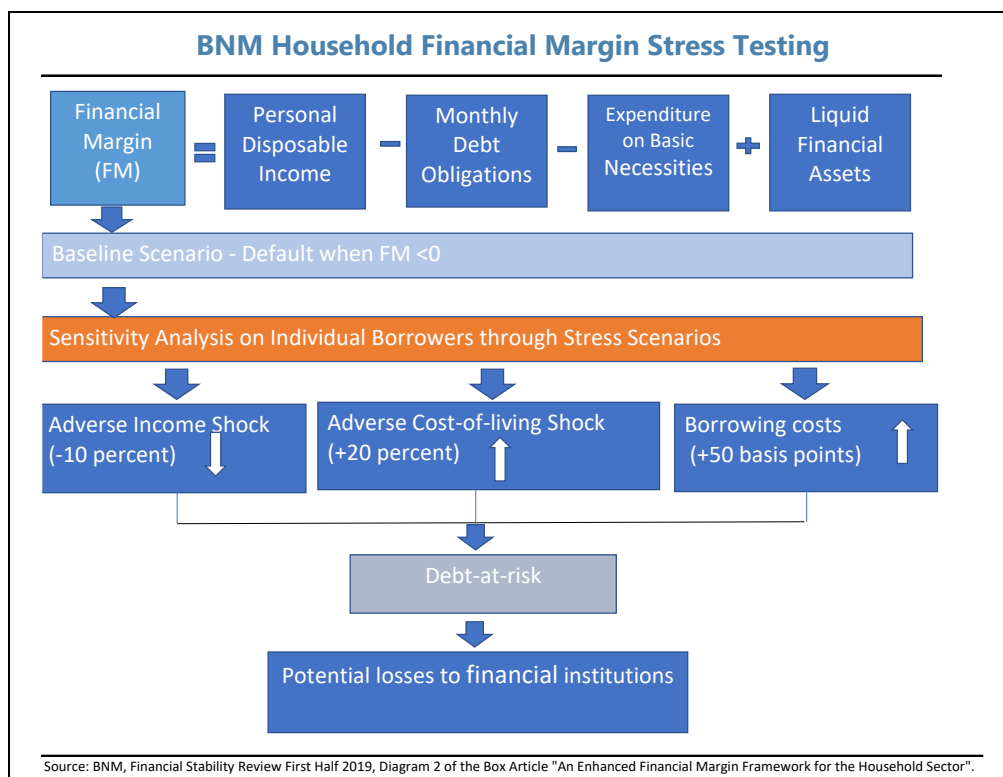 BNM Household Financial Margin Stress Testing
Financial
Margin
(FM)
=
Personal
Disposable
Income
-
Monthly
Debt
Obligations
-
Expenditure
on Basic
Necessities
+
Liquid
Financial
Assets
Baseline Scenario - Default when FM <0
Sensitivity Analysis on Individual Borrowers through Stress Scenarios
Adverse Income Shock
(-10 percent)
Adverse Cost-of-living Shock
(+20 percent)
Borrowing costs
(+50 basis points)
Debt-at-risk
Potential losses to financial institutions
Source: BNM, Financial Stability Review First Half 2019, Diagram 2 of the Box Article "An Enhanced Financial Margin Framework for the Household Sector".